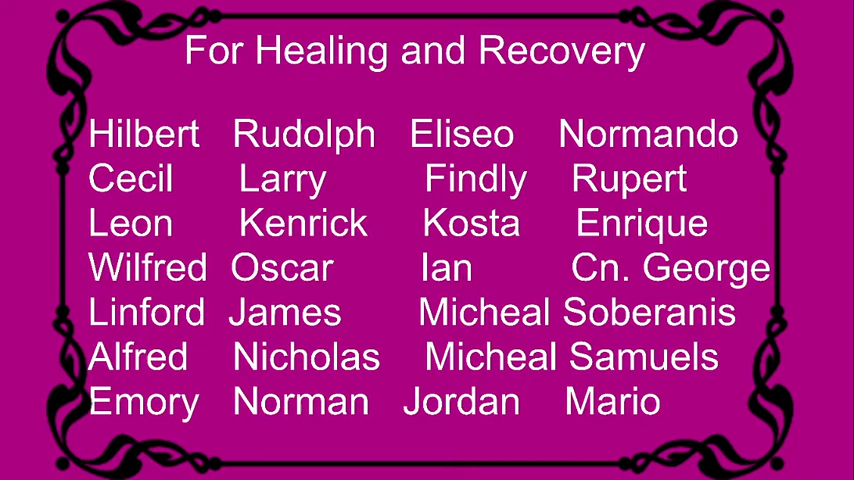 For Healing and Recovery
Hilbert Rudolph Eliseo Normando
Cecil Larry Findly Rupert
Leon Kenrick Kosta Enrique
Wilfred Oscar Ian Cn. George
Linford James Micheal Soberanis
Alfred Nicholas Micheal Samuels
Emory Norman Jordan Mario